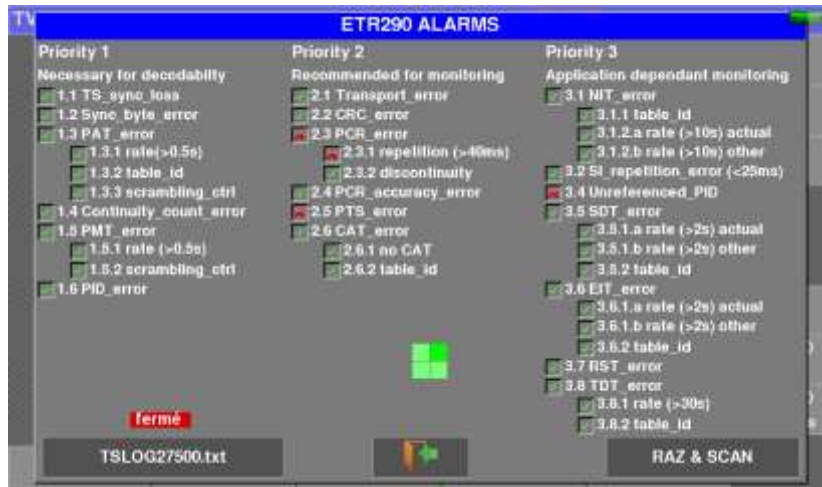 TV
ETR290 ALARMS
Priority 1
Necessary for decodabilty
1.1 TS_sync_loss
1.2 Sync_byte_error
1.3 PAT_error
1.3.1 rate(>0.5s)
1.3.2 table_id
1.3.3 scrambling_ctrl
1.4 Continuity_count_error
1.5 PMT_error
1.5.1 rate (>0.5s)
1.5.2 scrambling_ctrl
1.6 PID_error
Priority 2
Recommended for monitoring
2.1 Transport_error
2.2 CRC_error
2.3 PCR_error
2.3.1 repetition (>40ms)
2.3.2 discontinuity
2.4 PCR_accuracy_error
2.5 PTS_error
2.6 CAT_error
2.6.1 no CAT
2.6.2 table_id
Priority 3
Application dependant monitoring
3.1 NIT_error
3.1.1 table_id
3.1.2.a rate (>10s) actual
3.1.2.b rate (>10s) other
3.2 SI_repetition_error (<25ms)
3.4 Unreferenced_PID
3.5 SDT_error
3.5.1.a rate (>2s) actual
3.5.1.b rate (>2s) other
3.5.2 table_id
3.6 EIT_error
3.6.1.a rate (>2s) actual
3.6.1.b rate (>2s) other
3.6.2 table_id
3.7 RST_error
3.8 TDT_error
3.8.1 rate (>30s)
3.8.2 table_id
fermé
TSLOG27500.txt
RAZ & SCAN